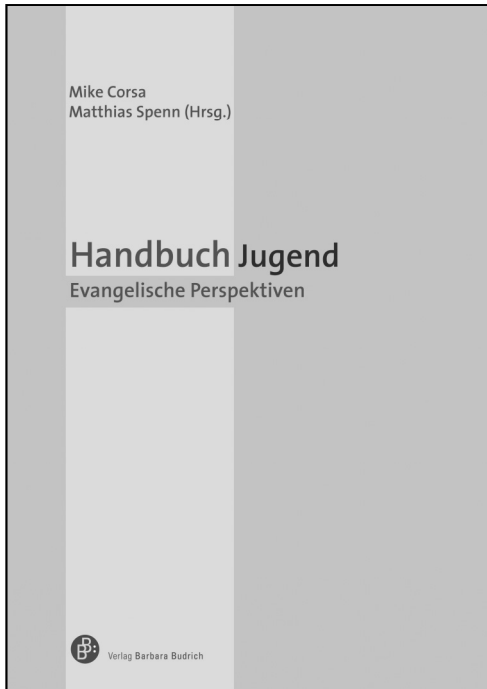 Mike Corsa
Matthias Spenn (Hrsg.)
Handbuch Jugend
Evangelische Perspektiven
B B:
Verlag Barbara Budrich